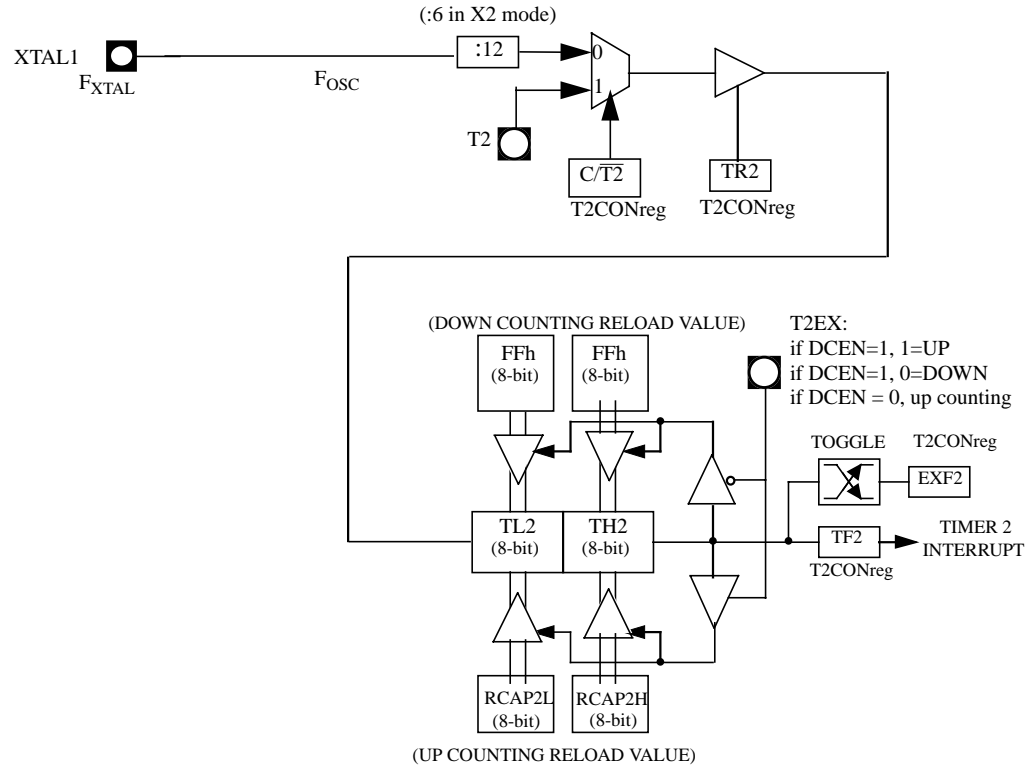 (:6 in X2 mode)
XTAL1
:12
0
F_XTAL
F_OSC
1
T2
C/T̅2̅
TR2
T2CONreg
T2CONreg
(DOWN COUNTING RELOAD VALUE)
T2EX:
if DCEN=1, 1=UP
if DCEN=1, 0=DOWN
if DCEN = 0, up counting
FFh
(8-bit)
FFh
(8-bit)
TOGGLE
T2CONreg
EXF2
TL2
(8-bit)
TH2
(8-bit)
TF2
TIMER 2
INTERRUPT
T2CONreg
RCAP2L
(8-bit)
RCAP2H
(8-bit)
(UP COUNTING RELOAD VALUE)